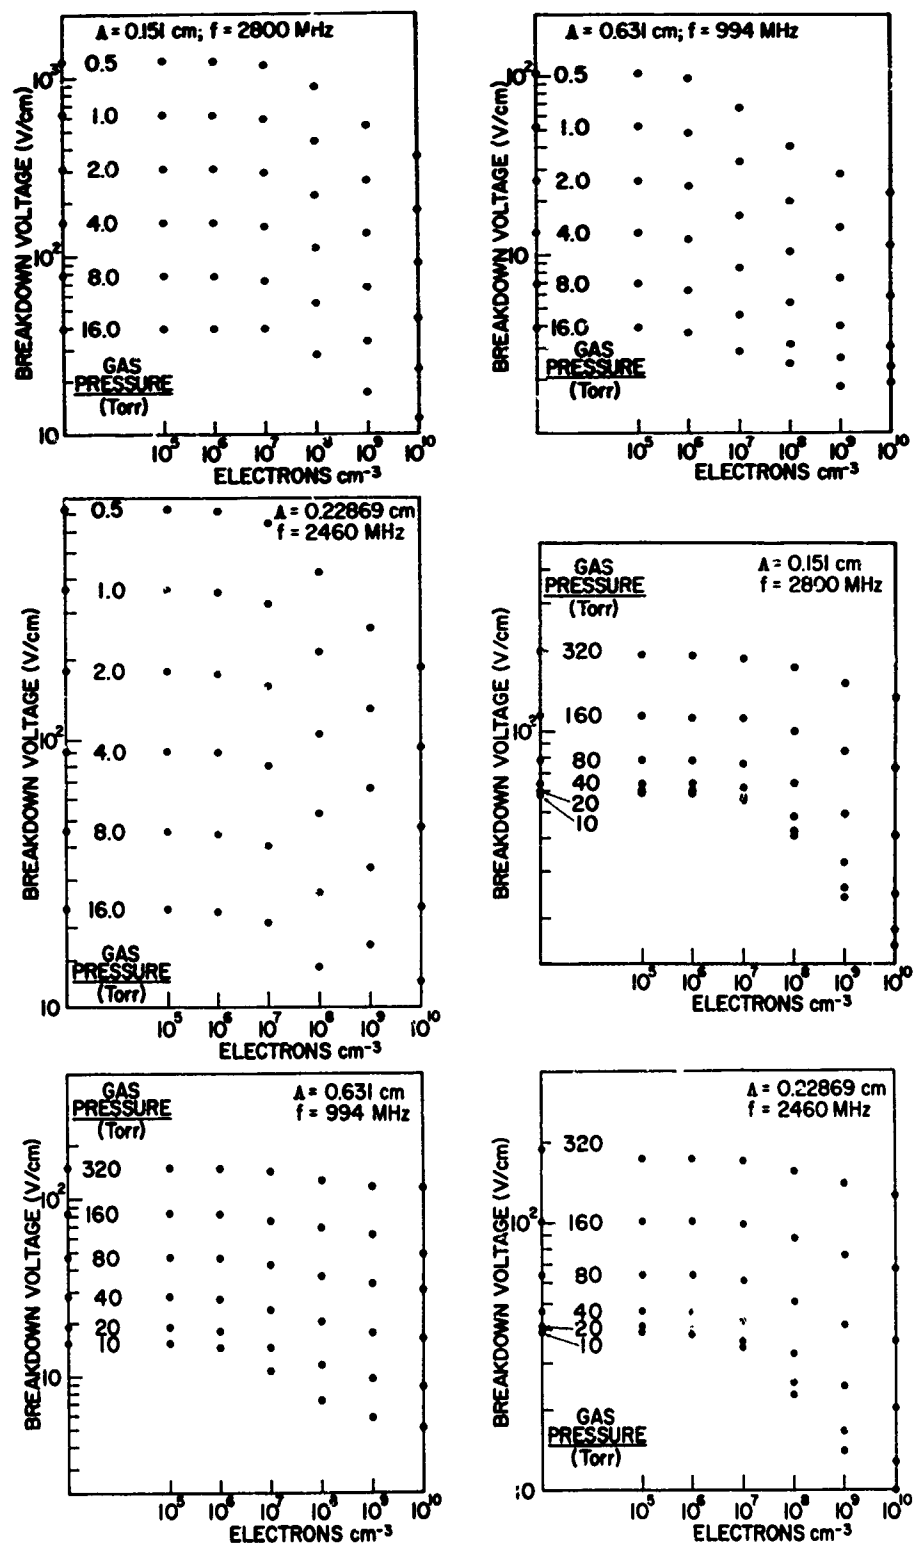 Λ = 0.151 cm; f = 2800 MHz
BREAKDOWN VOLTAGE (V/cm)
10³
0.5
1.0
2.0
4.0
10²
8.0
16.0
GAS
PRESSURE
(Torr)
10
10⁵ 10⁶ 10⁷ 10⁸ 10⁹ 10¹⁰
ELECTRONS cm⁻³
Λ = 0.631 cm; f = 994 MHz
BREAKDOWN VOLTAGE (V/cm)
10²
0.5
1.0
2.0
4.0
10
8.0
16.0
GAS
PRESSURE
(Torr)
10⁵ 10⁶ 10⁷ 10⁸ 10⁹ 10¹⁰
ELECTRONS cm⁻³
Λ = 0.22869 cm
f = 2460 MHz
BREAKDOWN VOLTAGE (V/cm)
0.5
1.0
2.0
10²
4.0
8.0
16.0
GAS
PRESSURE
(Torr)
10
10⁵ 10⁶ 10⁷ 10⁸ 10⁹ 10¹⁰
ELECTRONS cm⁻³
Λ = 0.151 cm
f = 2800 MHz
GAS
PRESSURE
(Torr)
BREAKDOWN VOLTAGE (V/cm)
320
160
10²
80
40
20
10
10⁵ 10⁶ 10⁷ 10⁸ 10⁹ 10¹⁰
ELECTRONS cm⁻³
GAS
PRESSURE
(Torr)
Λ = 0.631 cm
f = 994 MHz
BREAKDOWN VOLTAGE (V/cm)
320
10²
160
80
40
20
10
10
10⁵ 10⁶ 10⁷ 10⁸ 10⁹ 10¹⁰
ELECTRONS cm⁻³
Λ = 0.22869 cm
f = 2460 MHz
BREAKDOWN VOLTAGE (V/cm)
320
10²
160
80
40
20
10
GAS
PRESSURE
(Torr)
10
10⁵ 10⁶ 10⁷ 10⁸ 10⁹ 10¹⁰
ELECTRONS cm⁻³